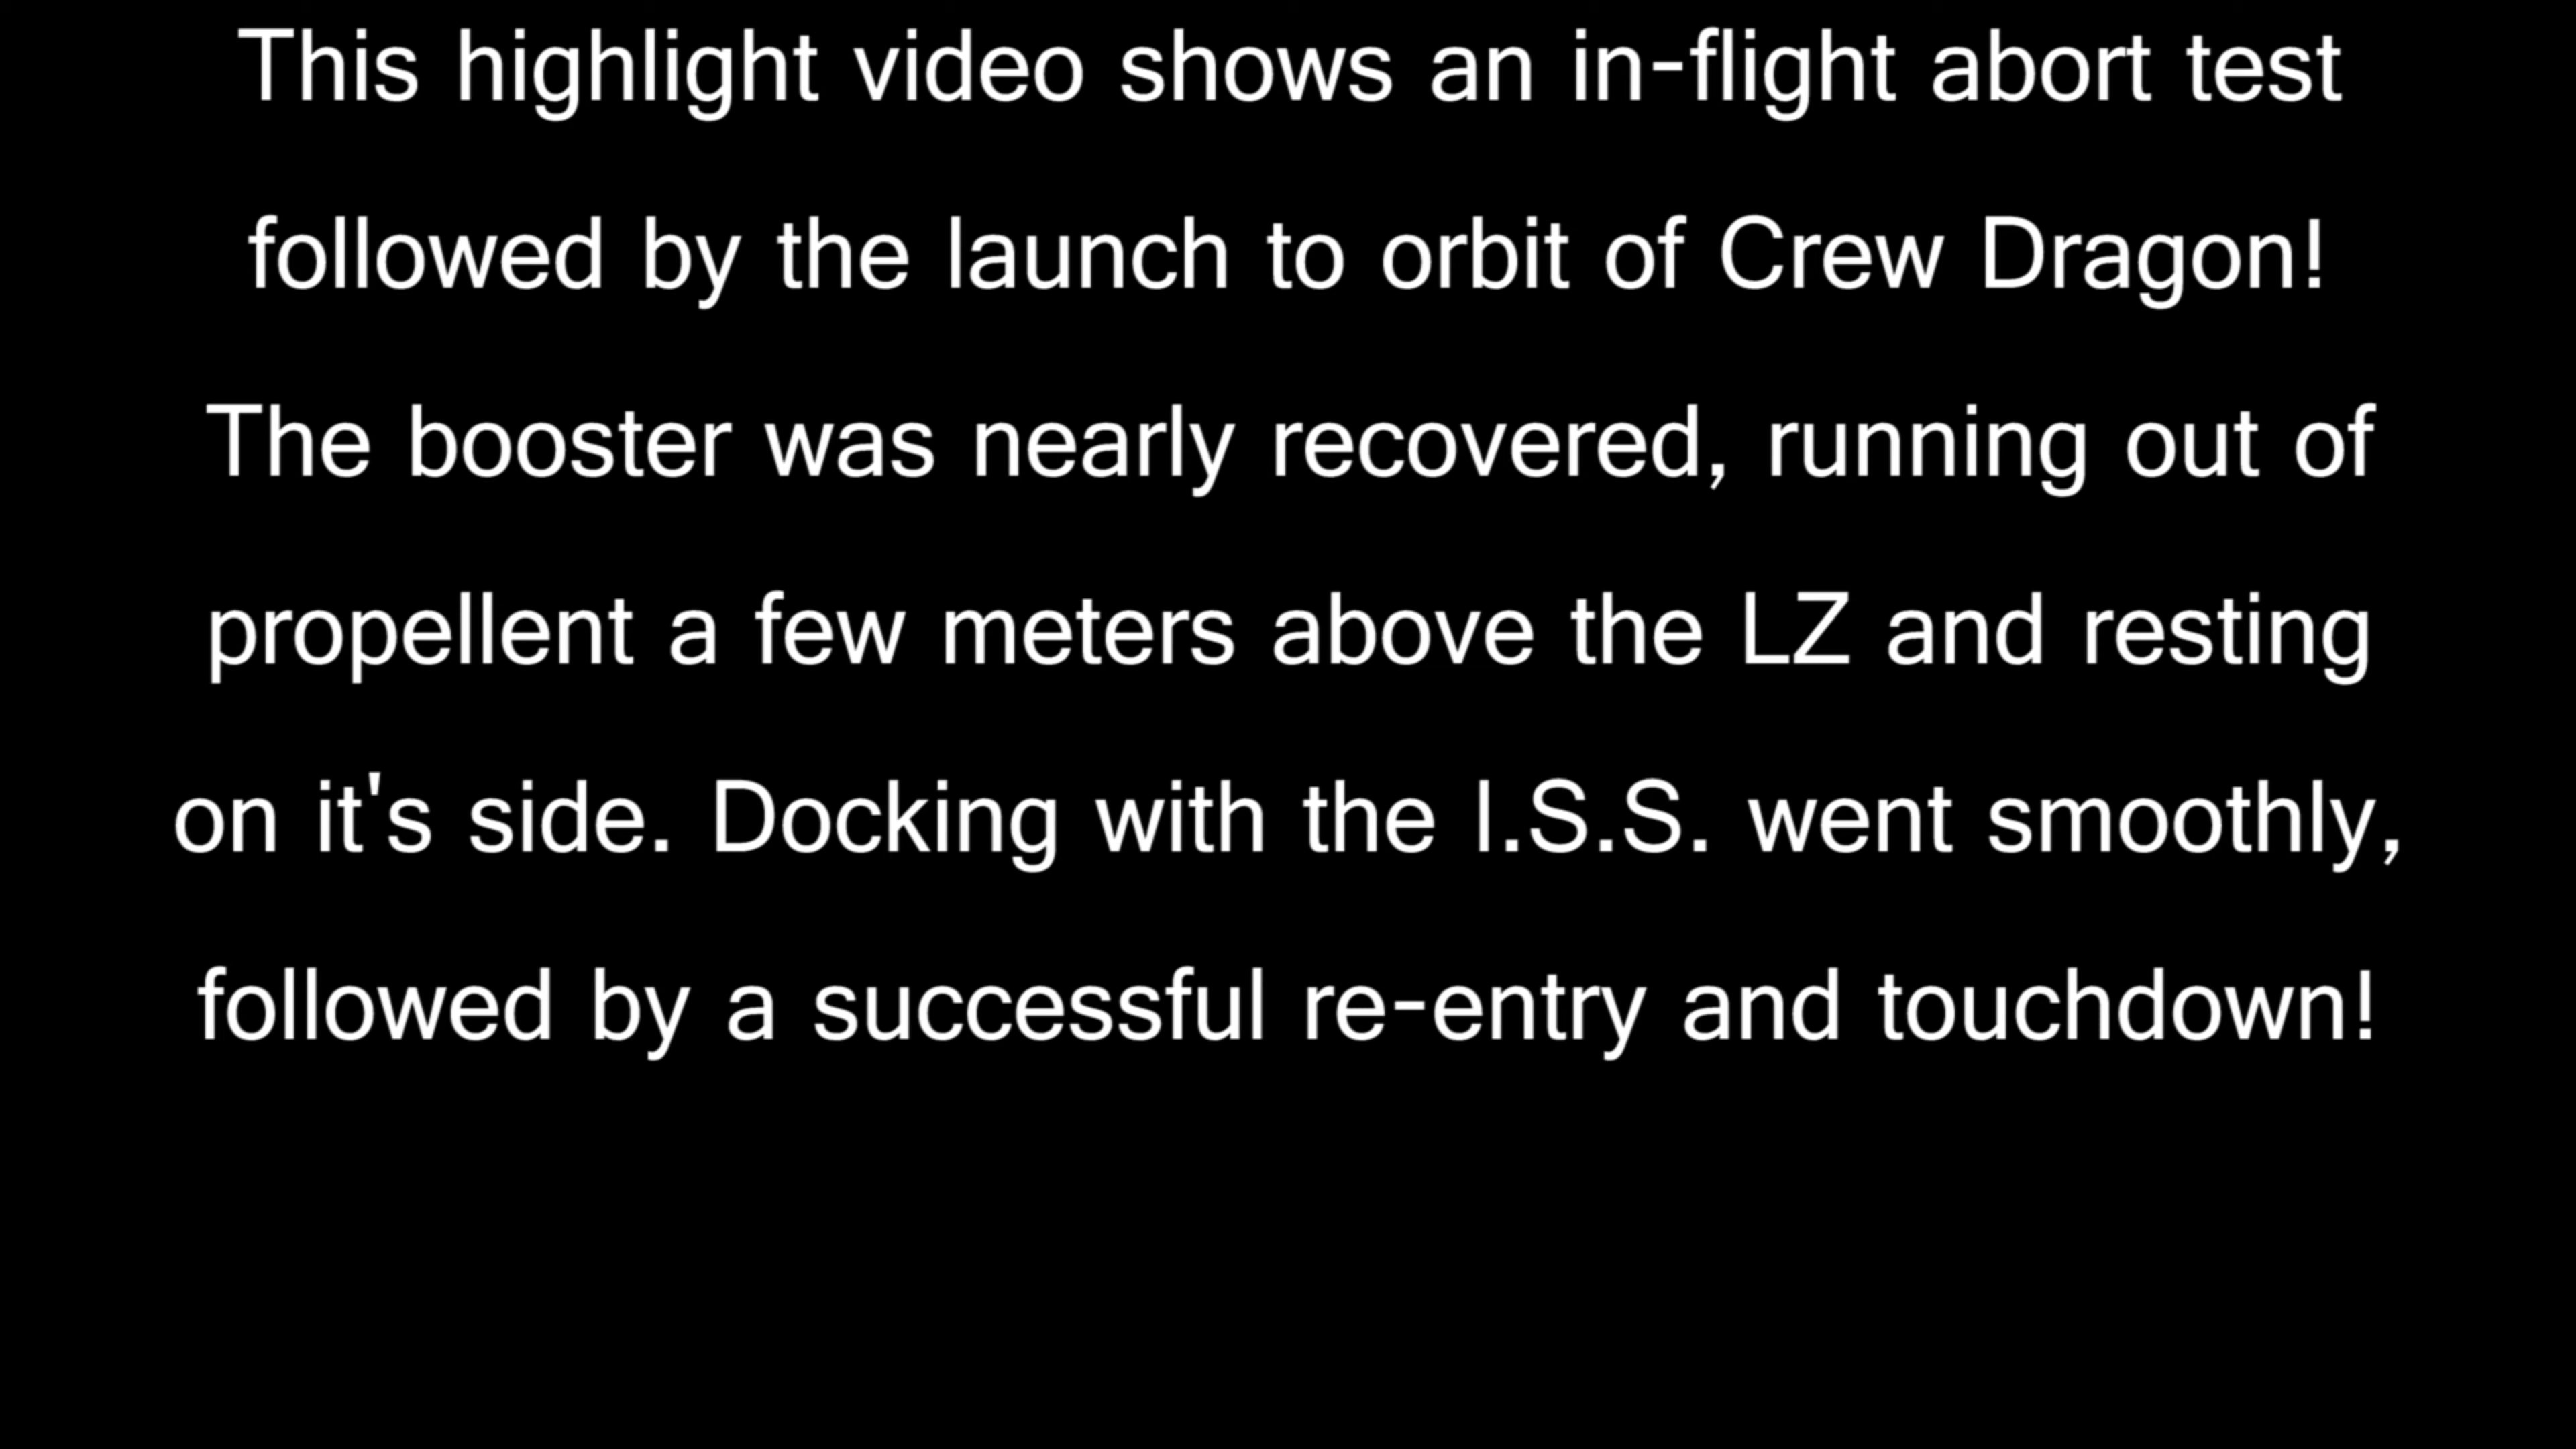 This highlight video shows an in-flight abort test
followed by the launch to orbit of Crew Dragon!
The booster was nearly recovered, running out of
propellent a few meters above the LZ and resting
on it's side. Docking with the I.S.S. went smoothly,
followed by a successful re-entry and touchdown!